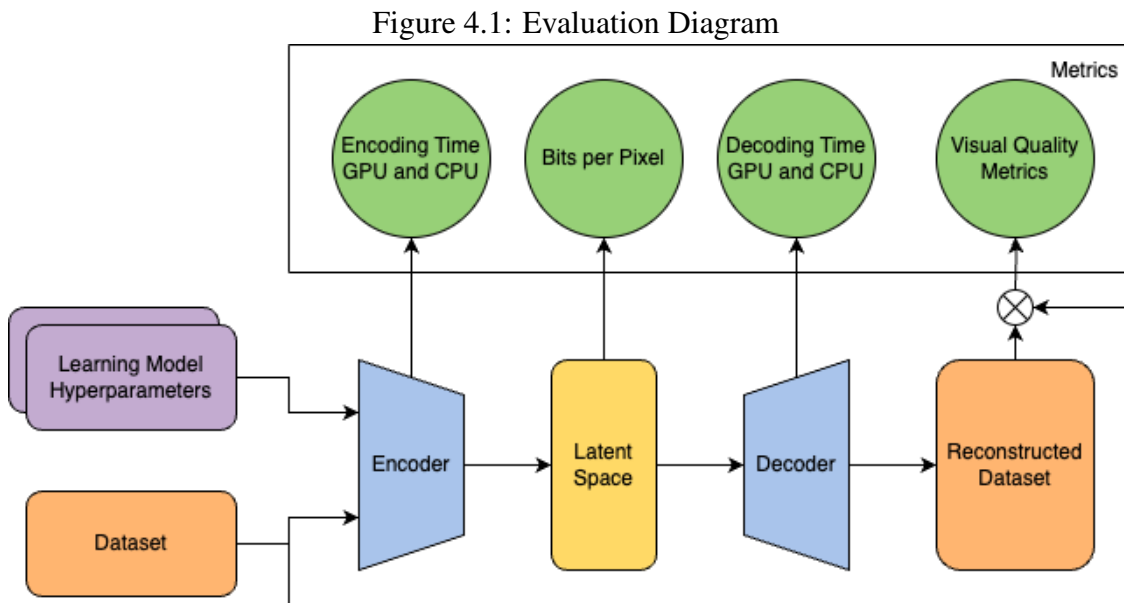 Figure 4.1: Evaluation Diagram
Metrics
Encoding Time
GPU and CPU
Bits per Pixel
Decoding Time
GPU and CPU
Visual Quality
Metrics
Learning Model
Hyperparameters
Encoder
Latent
Space
Decoder
Reconstructed
Dataset
Dataset